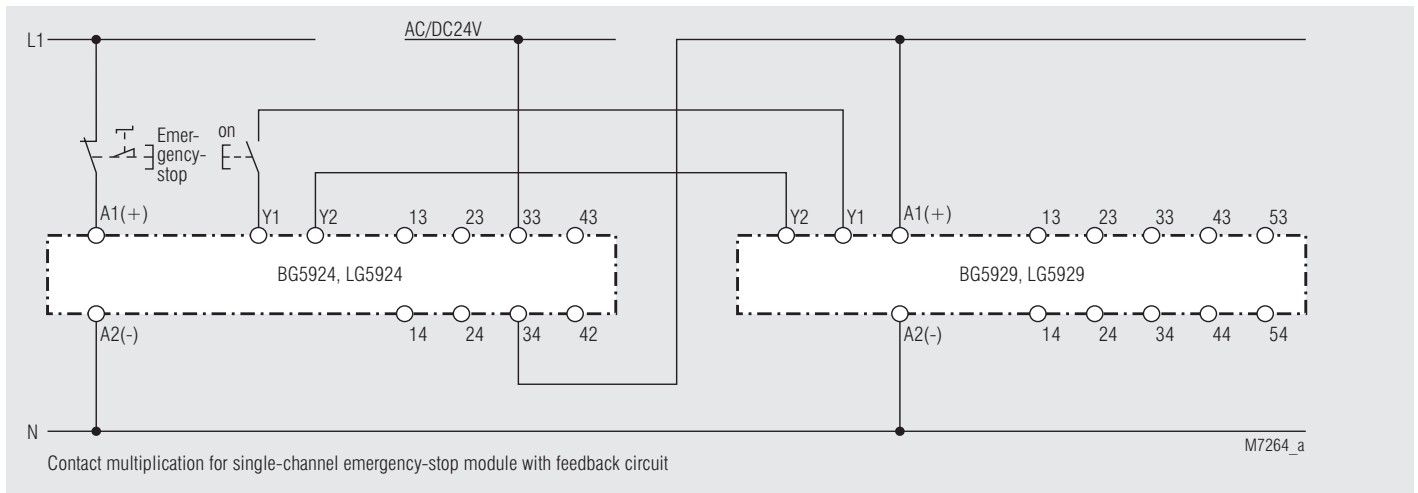 L1
AC/DC24V
Emer-
gency-
stop
on
A1(+)
Y1
Y2
13
23
33
43
Y2
Y1
A1(+)
13
23
33
43
53
BG5924, LG5924
BG5929, LG5929
A2(-)
14
24
34
42
A2(-)
14
24
34
44
54
N
M7264_a
Contact multiplication for single-channel emergency-stop module with feedback circuit